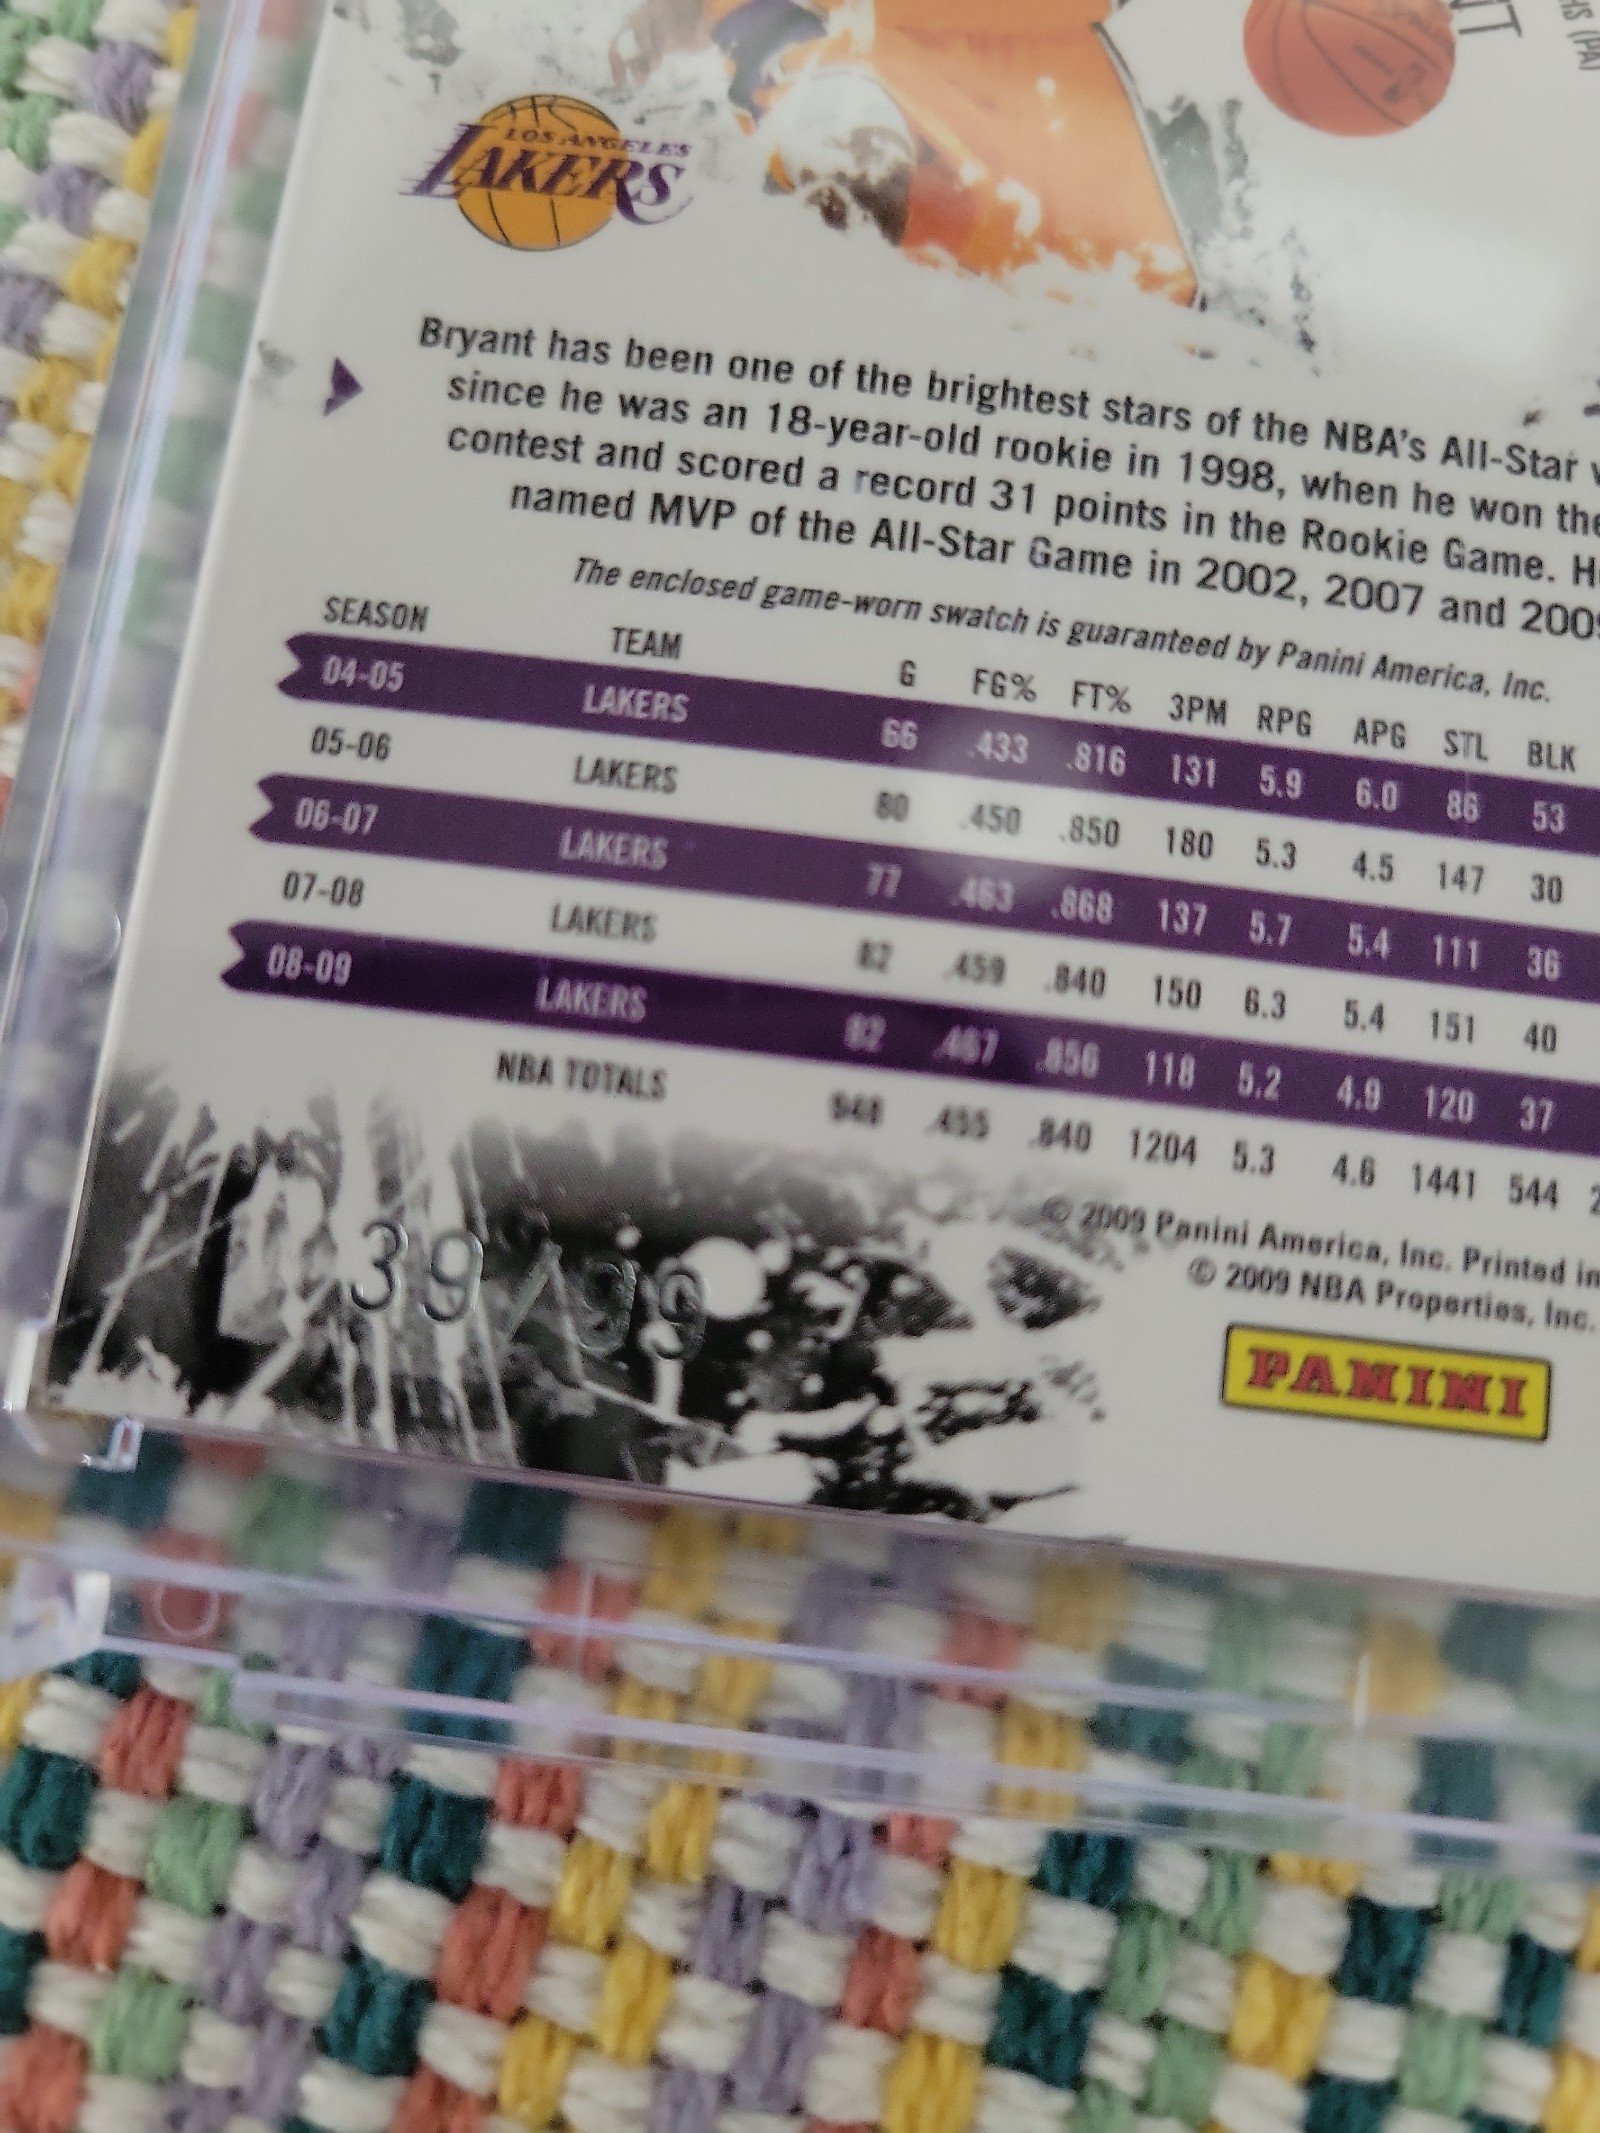 NT
HS (PA
LOS ANGELES
LAKERS
Bryant has been one of the brightest stars of the NBA's All-Star
since he was an 18-year-old rookie in 1998, when he won the
contest and scored a record 31 points in the Rookie Game. H
named MVP of the All-Star Game in 2002, 2007 and 2009
The enclosed game-worn swatch is guaranteed by Panini America, Inc.
SEASON TEAM G FG% FT% 3PM RPG APG STL BLK
04-05 LAKERS 66 .433 .816 131 5.9 6.0 86 53
05-06 LAKERS 80 .450 .850 180 5.3 4.5 147 30
06-07 LAKERS 77 .463 .868 137 5.7 5.4 111 36
07-08 LAKERS 82 .459 .840 150 6.3 5.4 151 40
08-09 LAKERS 82 .467 .856 118 5.2 4.9 120 37
NBA TOTALS 948 .455 .840 1204 5.3 4.6 1441 544
39/99
© 2009 Panini America, Inc. Printed in
© 2009 NBA Properties, Inc.
PANINI